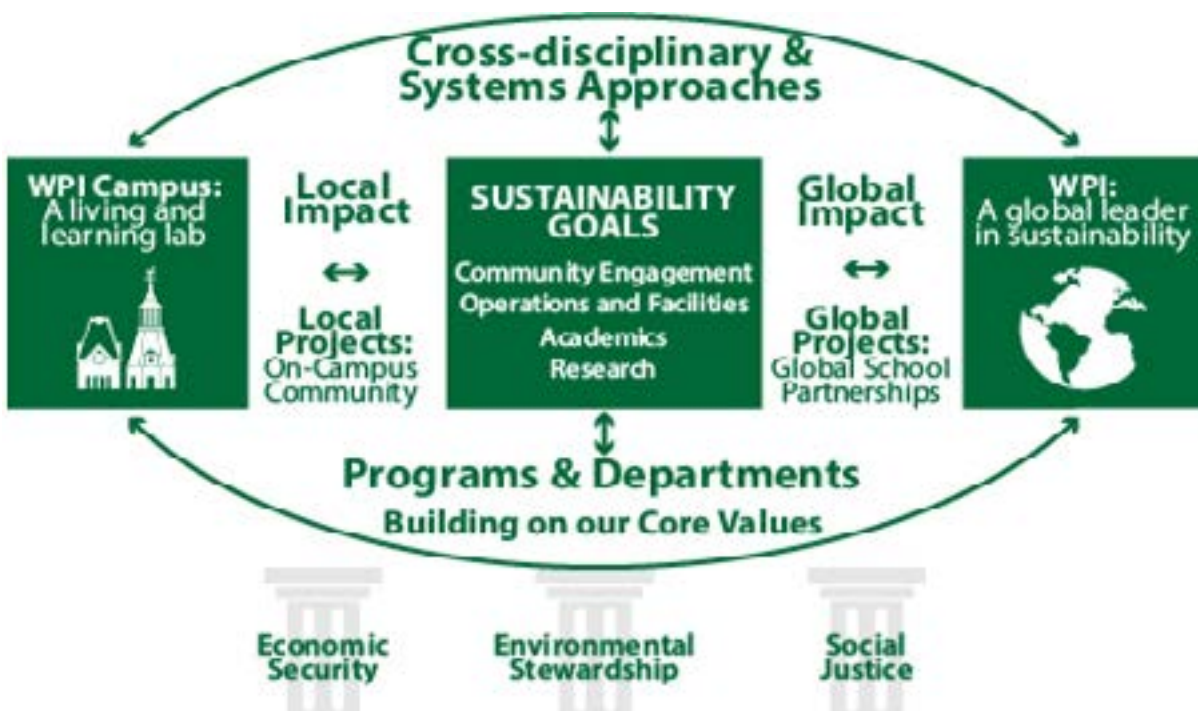 Cross-disciplinary &
Systems Approaches
WPI Campus:
A living and
learning lab
Local
Impact
Local
Projects:
On-Campus
Community
SUSTAINABILITY
GOALS
Community Engagement
Operations and Facilities
Academics
Research
Global
Impact
Global
Projects:
Global School
Partnerships
WPI:
A global leader
in sustainability
Programs & Departments
Building on our Core Values
Economic
Security
Environmental
Stewardship
Social
Justice